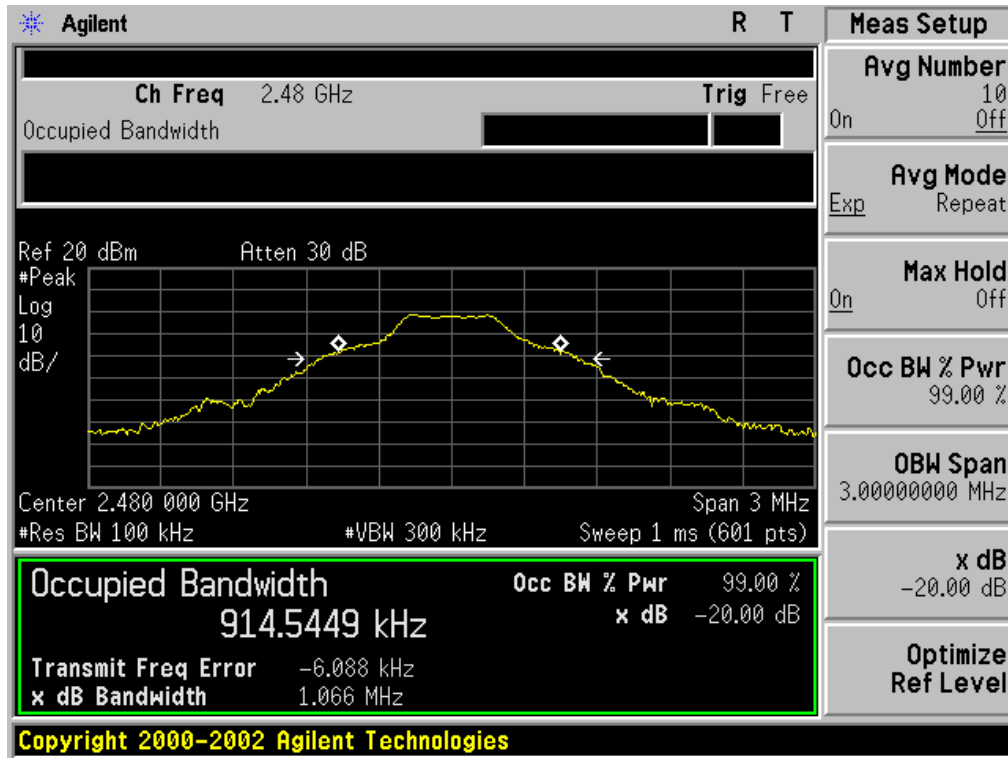 Agilent R T
Ch Freq 2.48 GHz Trig Free
Occupied Bandwidth
Ref 20 dBm Atten 30 dB
#Peak
Log
10
dB/
Center 2.480 000 GHz Span 3 MHz
#Res BW 100 kHz #VBW 300 kHz Sweep 1 ms (601 pts)
Occupied Bandwidth
914.5449 kHz
Occ BW % Pwr 99.00 %
x dB -20.00 dB
Transmit Freq Error -6.088 kHz
x dB Bandwidth 1.066 MHz
Copyright 2000-2002 Agilent Technologies
Meas Setup
Avg Number
10
On Off
Avg Mode
Exp Repeat
Max Hold
On Off
Occ BW % Pwr
99.00 %
OBW Span
3.00000000 MHz
x dB
-20.00 dB
Optimize
Ref Level